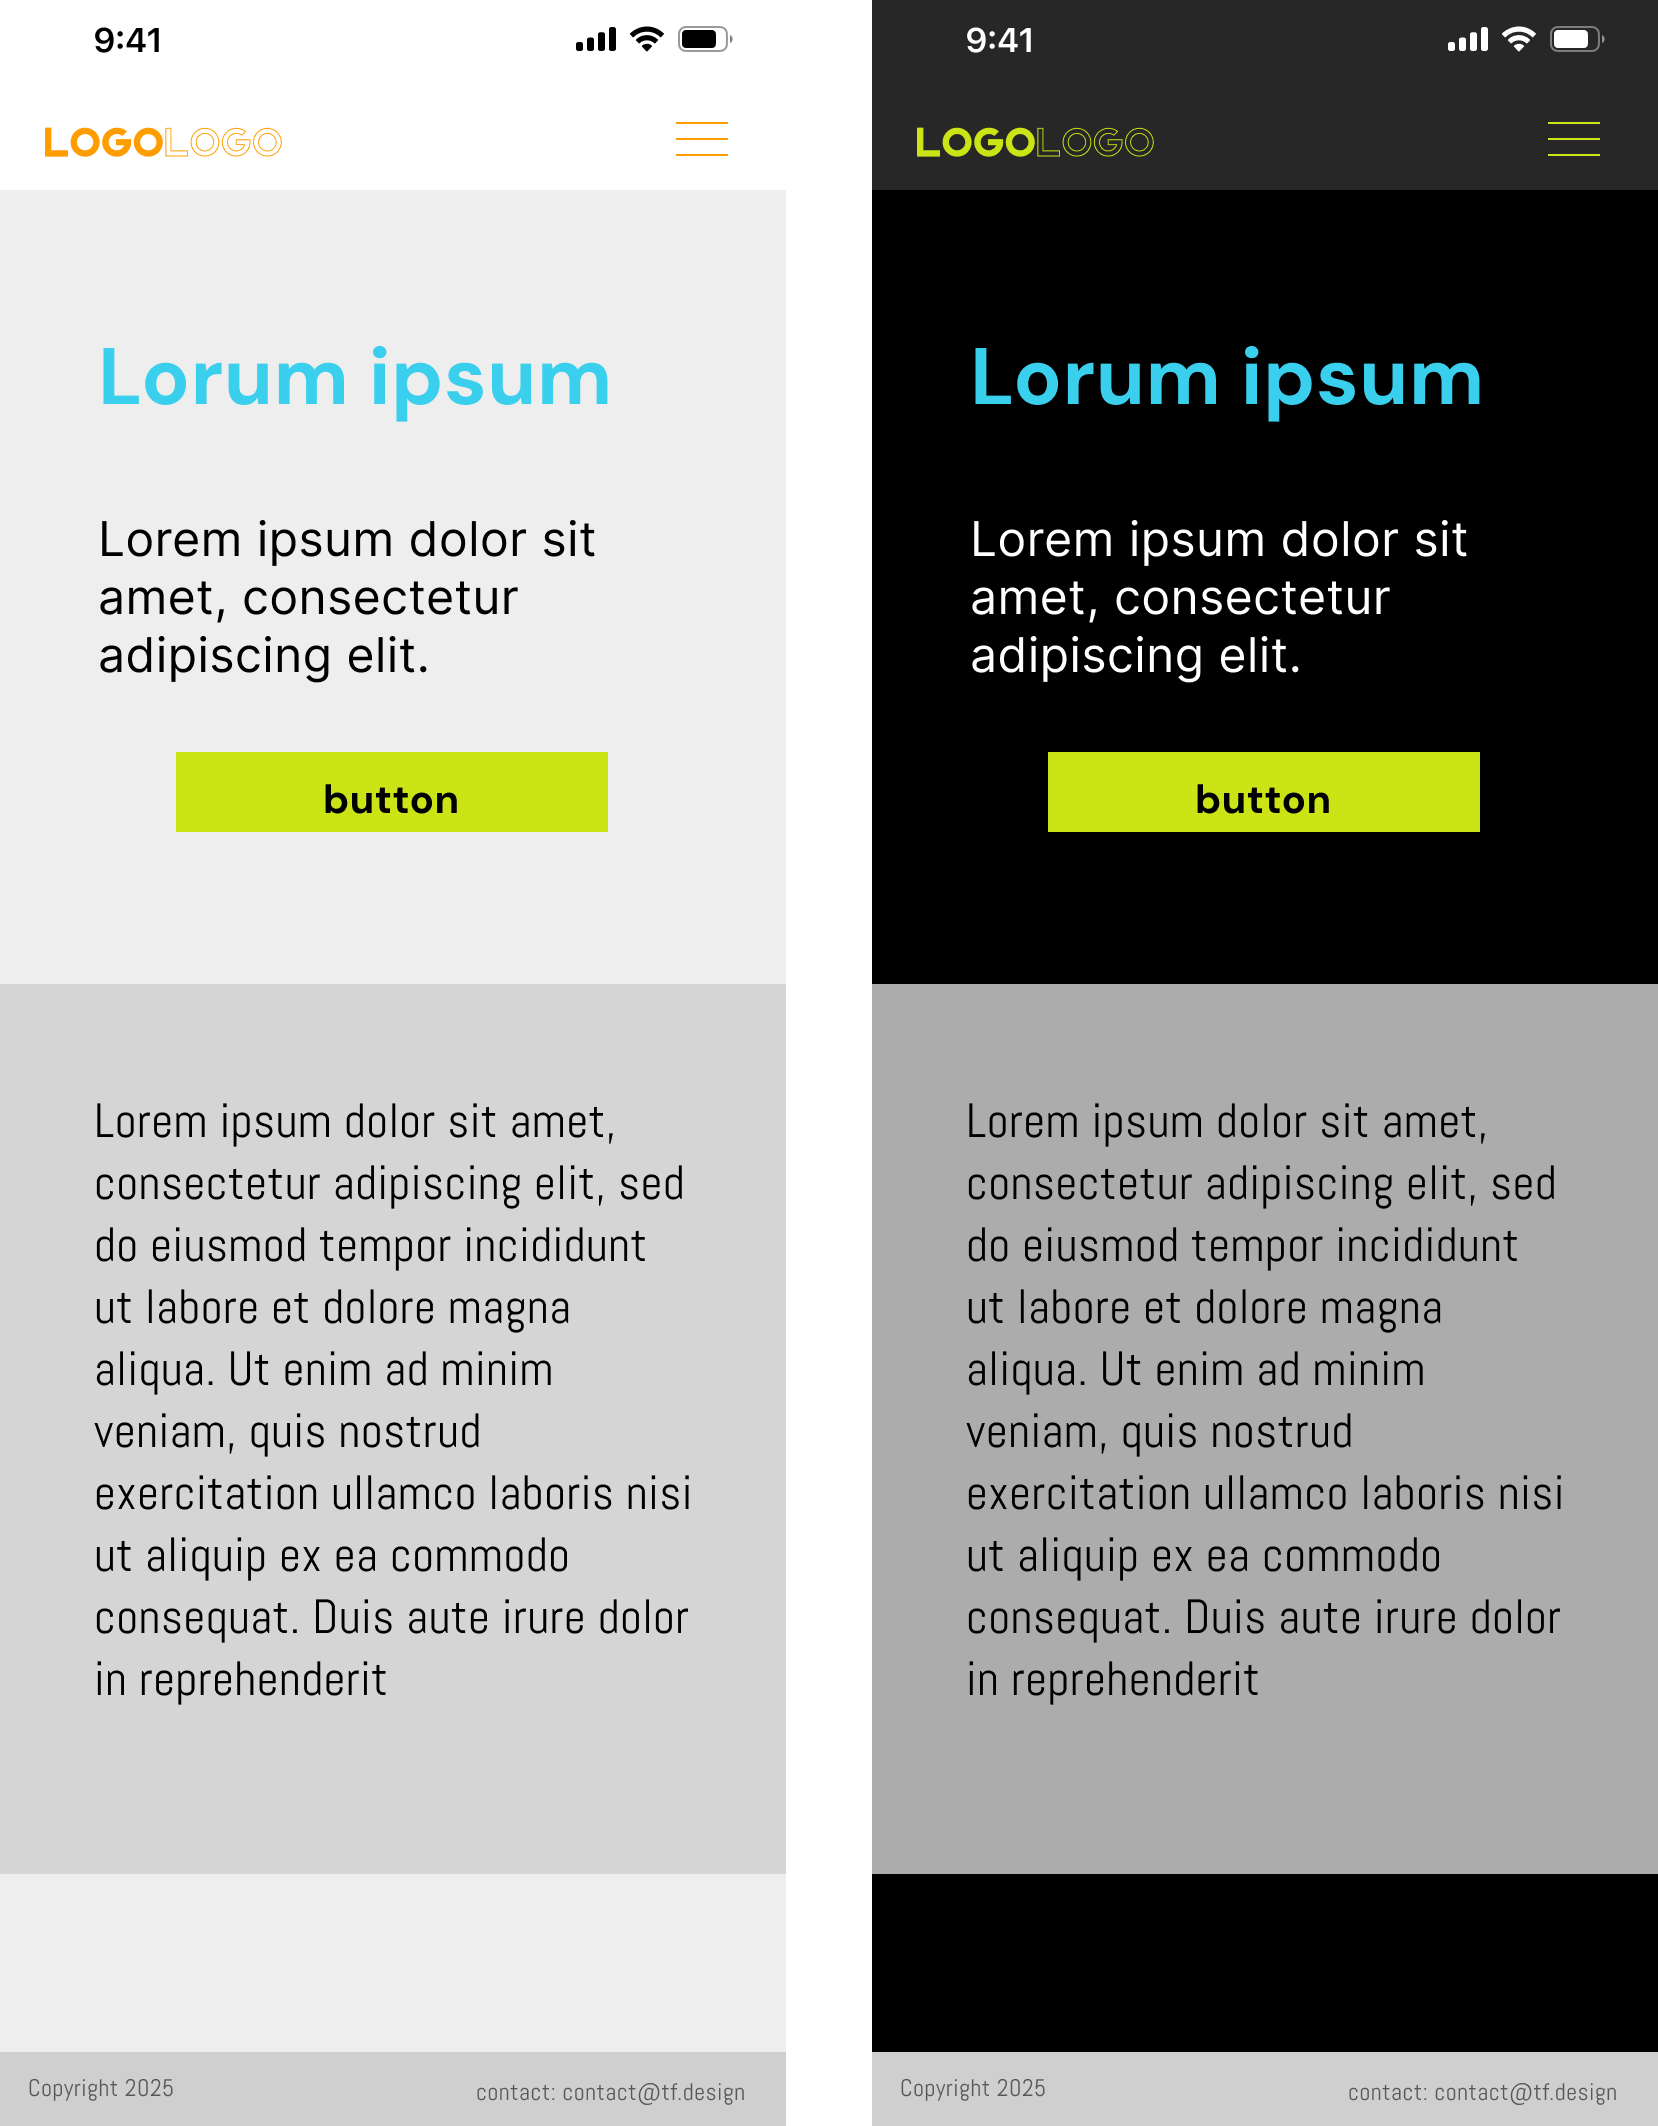 9:41
LOGOLOGO
Lorum ipsum
Lorem ipsum dolor sit
amet, consectetur
adipiscing elit.
button
Lorem ipsum dolor sit amet,
consectetur adipiscing elit, sed
do eiusmod tempor incididunt
ut labore et dolore magna
aliqua. Ut enim ad minim
veniam, quis nostrud
exercitation ullamco laboris nisi
ut aliquip ex ea commodo
consequat. Duis aute irure dolor
in reprehenderit
Copyright 2025
contact: contact@tf.design
9:41
LOGOLOGO
Lorum ipsum
Lorem ipsum dolor sit
amet, consectetur
adipiscing elit.
button
Lorem ipsum dolor sit amet,
consectetur adipiscing elit, sed
do eiusmod tempor incididunt
ut labore et dolore magna
aliqua. Ut enim ad minim
veniam, quis nostrud
exercitation ullamco laboris nisi
ut aliquip ex ea commodo
consequat. Duis aute irure dolor
in reprehenderit
Copyright 2025
contact: contact@tf.design